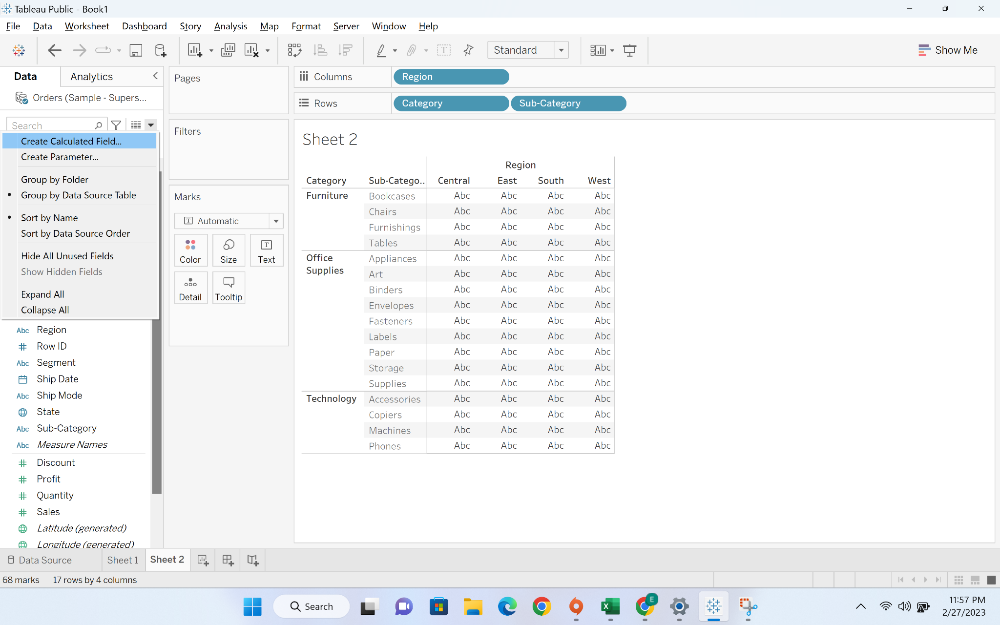 Tableau Public - Book1
File Data Worksheet Dashboard Story Analysis Map Format Server Window Help
Standard
Show Me
Data Analytics
Orders (Sample - Supers...
Search
Create Calculated Field...
Create Parameter...
Group by Folder
Group by Data Source Table
Sort by Name
Sort by Data Source Order
Hide All Unused Fields
Show Hidden Fields
Expand All
Collapse All
Abc Region
# Row ID
Abc Segment
Ship Date
Abc Ship Mode
State
Abc Sub-Category
Abc Measure Names
# Discount
# Profit
# Quantity
# Sales
Latitude (generated)
Longitude (generated)
Pages
Filters
Marks
T Automatic
Color Size T Text
Detail Tooltip
Columns Region
Rows Category Sub-Category
Sheet 2
Region
Category Sub-Catego.. Central East South West
Furniture Bookcases Abc Abc Abc Abc
Chairs Abc Abc Abc Abc
Furnishings Abc Abc Abc Abc
Tables Abc Abc Abc Abc
Office Supplies Appliances Abc Abc Abc Abc
Art Abc Abc Abc Abc
Binders Abc Abc Abc Abc
Envelopes Abc Abc Abc Abc
Fasteners Abc Abc Abc Abc
Labels Abc Abc Abc Abc
Paper Abc Abc Abc Abc
Storage Abc Abc Abc Abc
Supplies Abc Abc Abc Abc
Technology Accessories Abc Abc Abc Abc
Copiers Abc Abc Abc Abc
Machines Abc Abc Abc Abc
Phones Abc Abc Abc Abc
Data Source Sheet 1 Sheet 2
68 marks 17 rows by 4 columns
Search
E
11:57 PM
2/27/2023